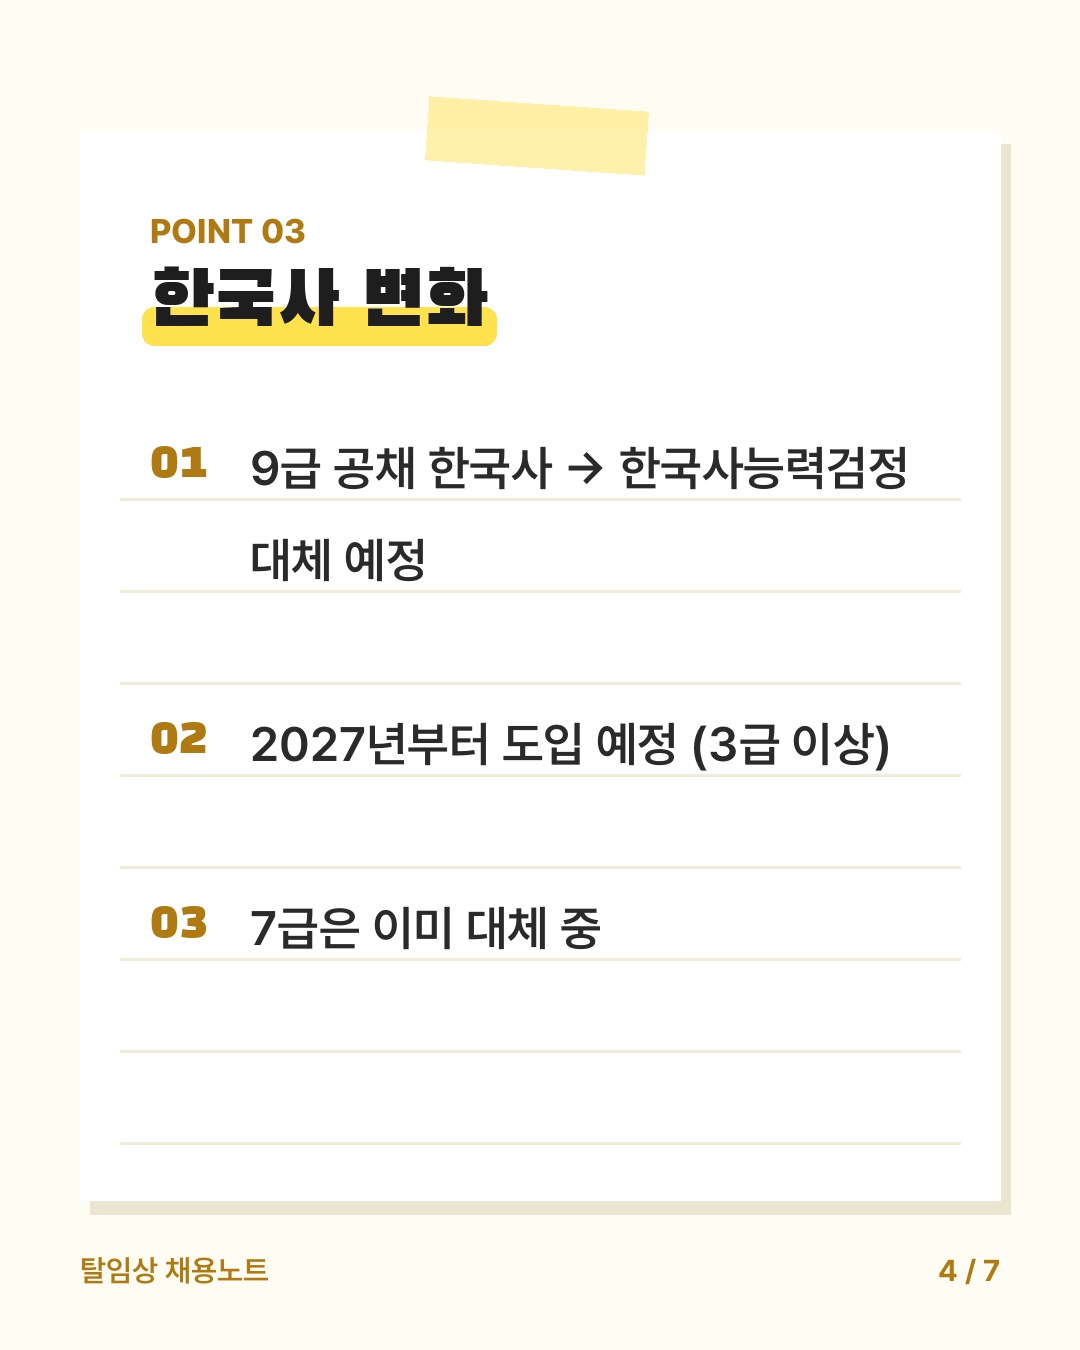 POINT 03
한국사 변화
01 9급 공채 한국사 → 한국사능력검정
대체 예정
02 2027년부터 도입 예정 (3급 이상)
03 7급은 이미 대체 중
탈임상 채용노트
4 / 7